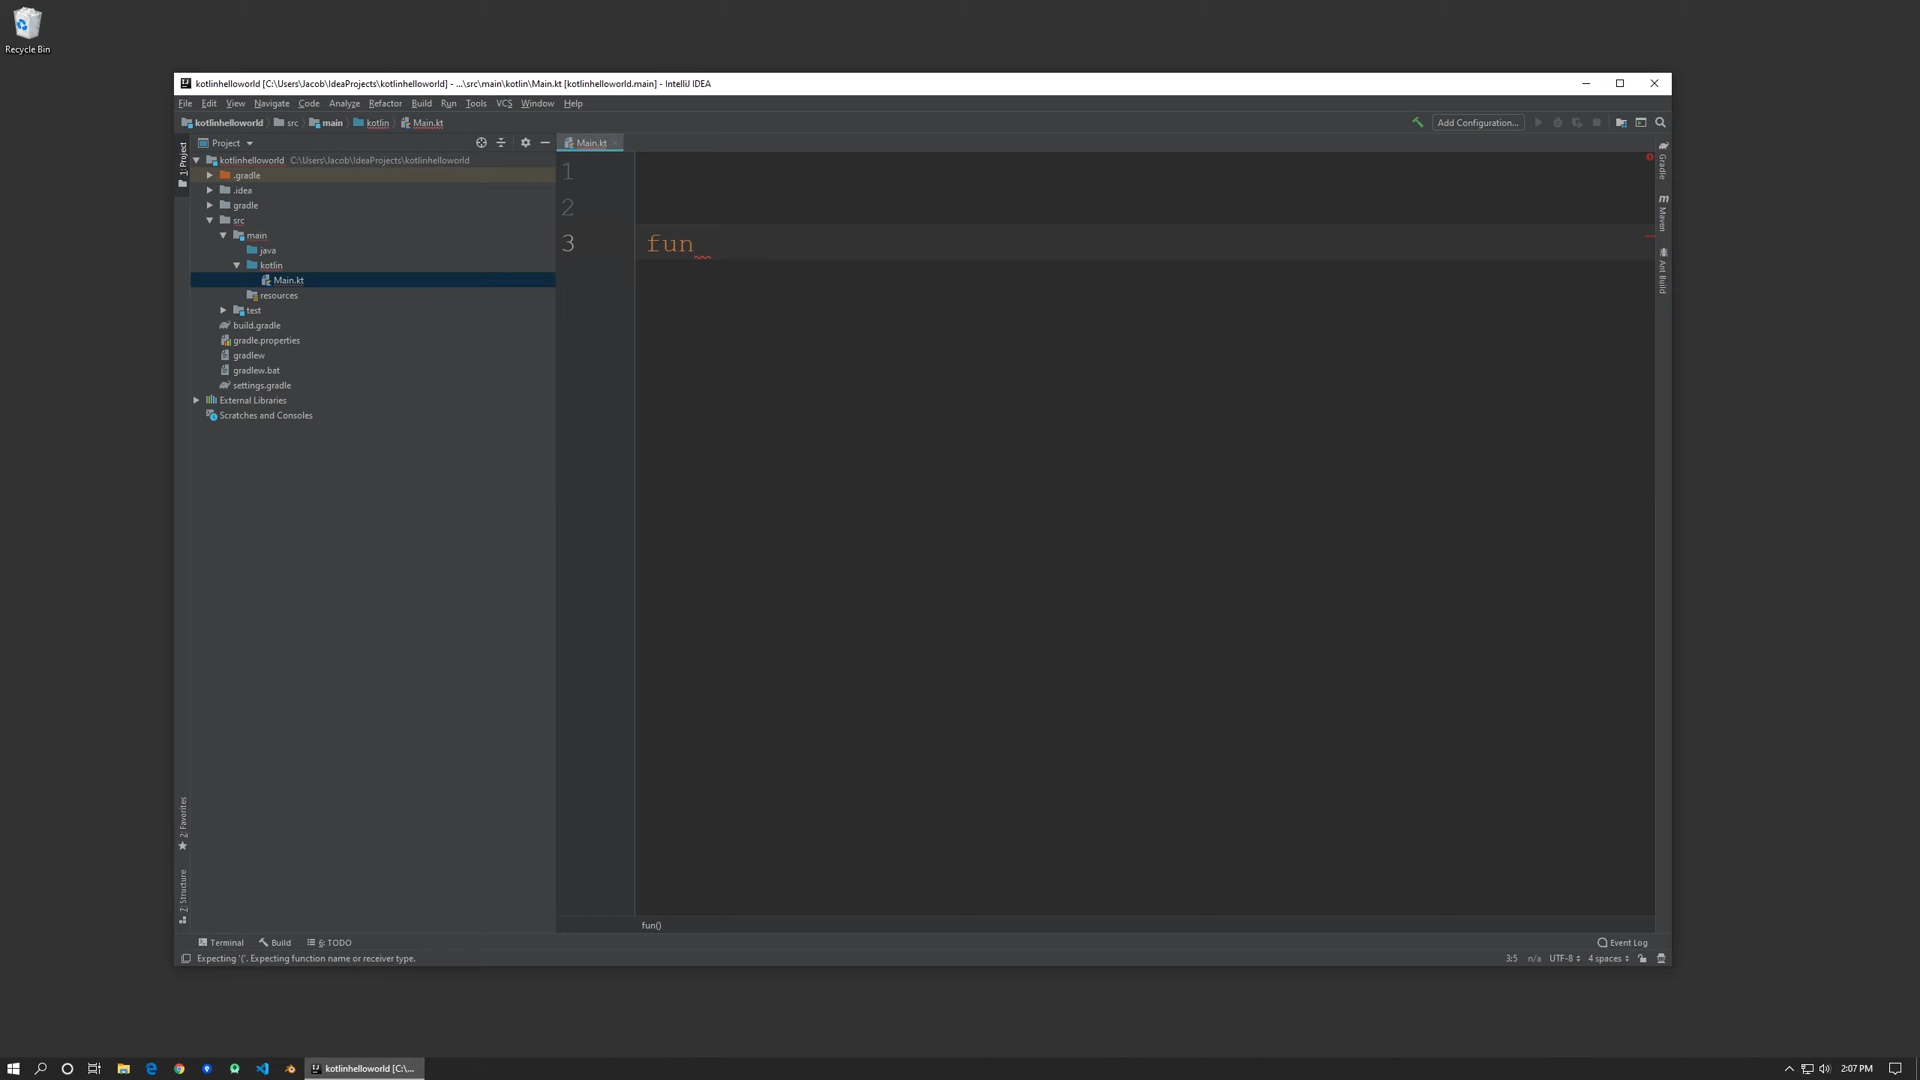 Recycle Bin
kotlinhelloworld [C:\Users\Jacob\IdeaProjects\kotlinhelloworld] - ...\src\main\kotlin\Main.kt [kotlinhelloworld.main] - IntelliJ IDEA
File Edit View Navigate Code Analyze Refactor Build Run Tools VCS Window Help
kotlinhelloworld src main kotlin Main.kt Add Configuration...
1: Project
Project
Main.kt
Gradle
m
Maven
Ant Build
kotlinhelloworld C:\Users\Jacob\IdeaProjects\kotlinhelloworld
.gradle
.idea
gradle
src
main
java
kotlin
Main.kt
resources
test
build.gradle
gradle.properties
gradlew
gradlew.bat
settings.gradle
External Libraries
Scratches and Consoles
1
2
3 fun
2: Favorites
7: Structure
fun()
Terminal Build 6: TODO Event Log
Expecting '('. Expecting function name or receiver type. 3:5 n/a UTF-8 4 spaces
kotlinhelloworld [C:\... 2:07 PM